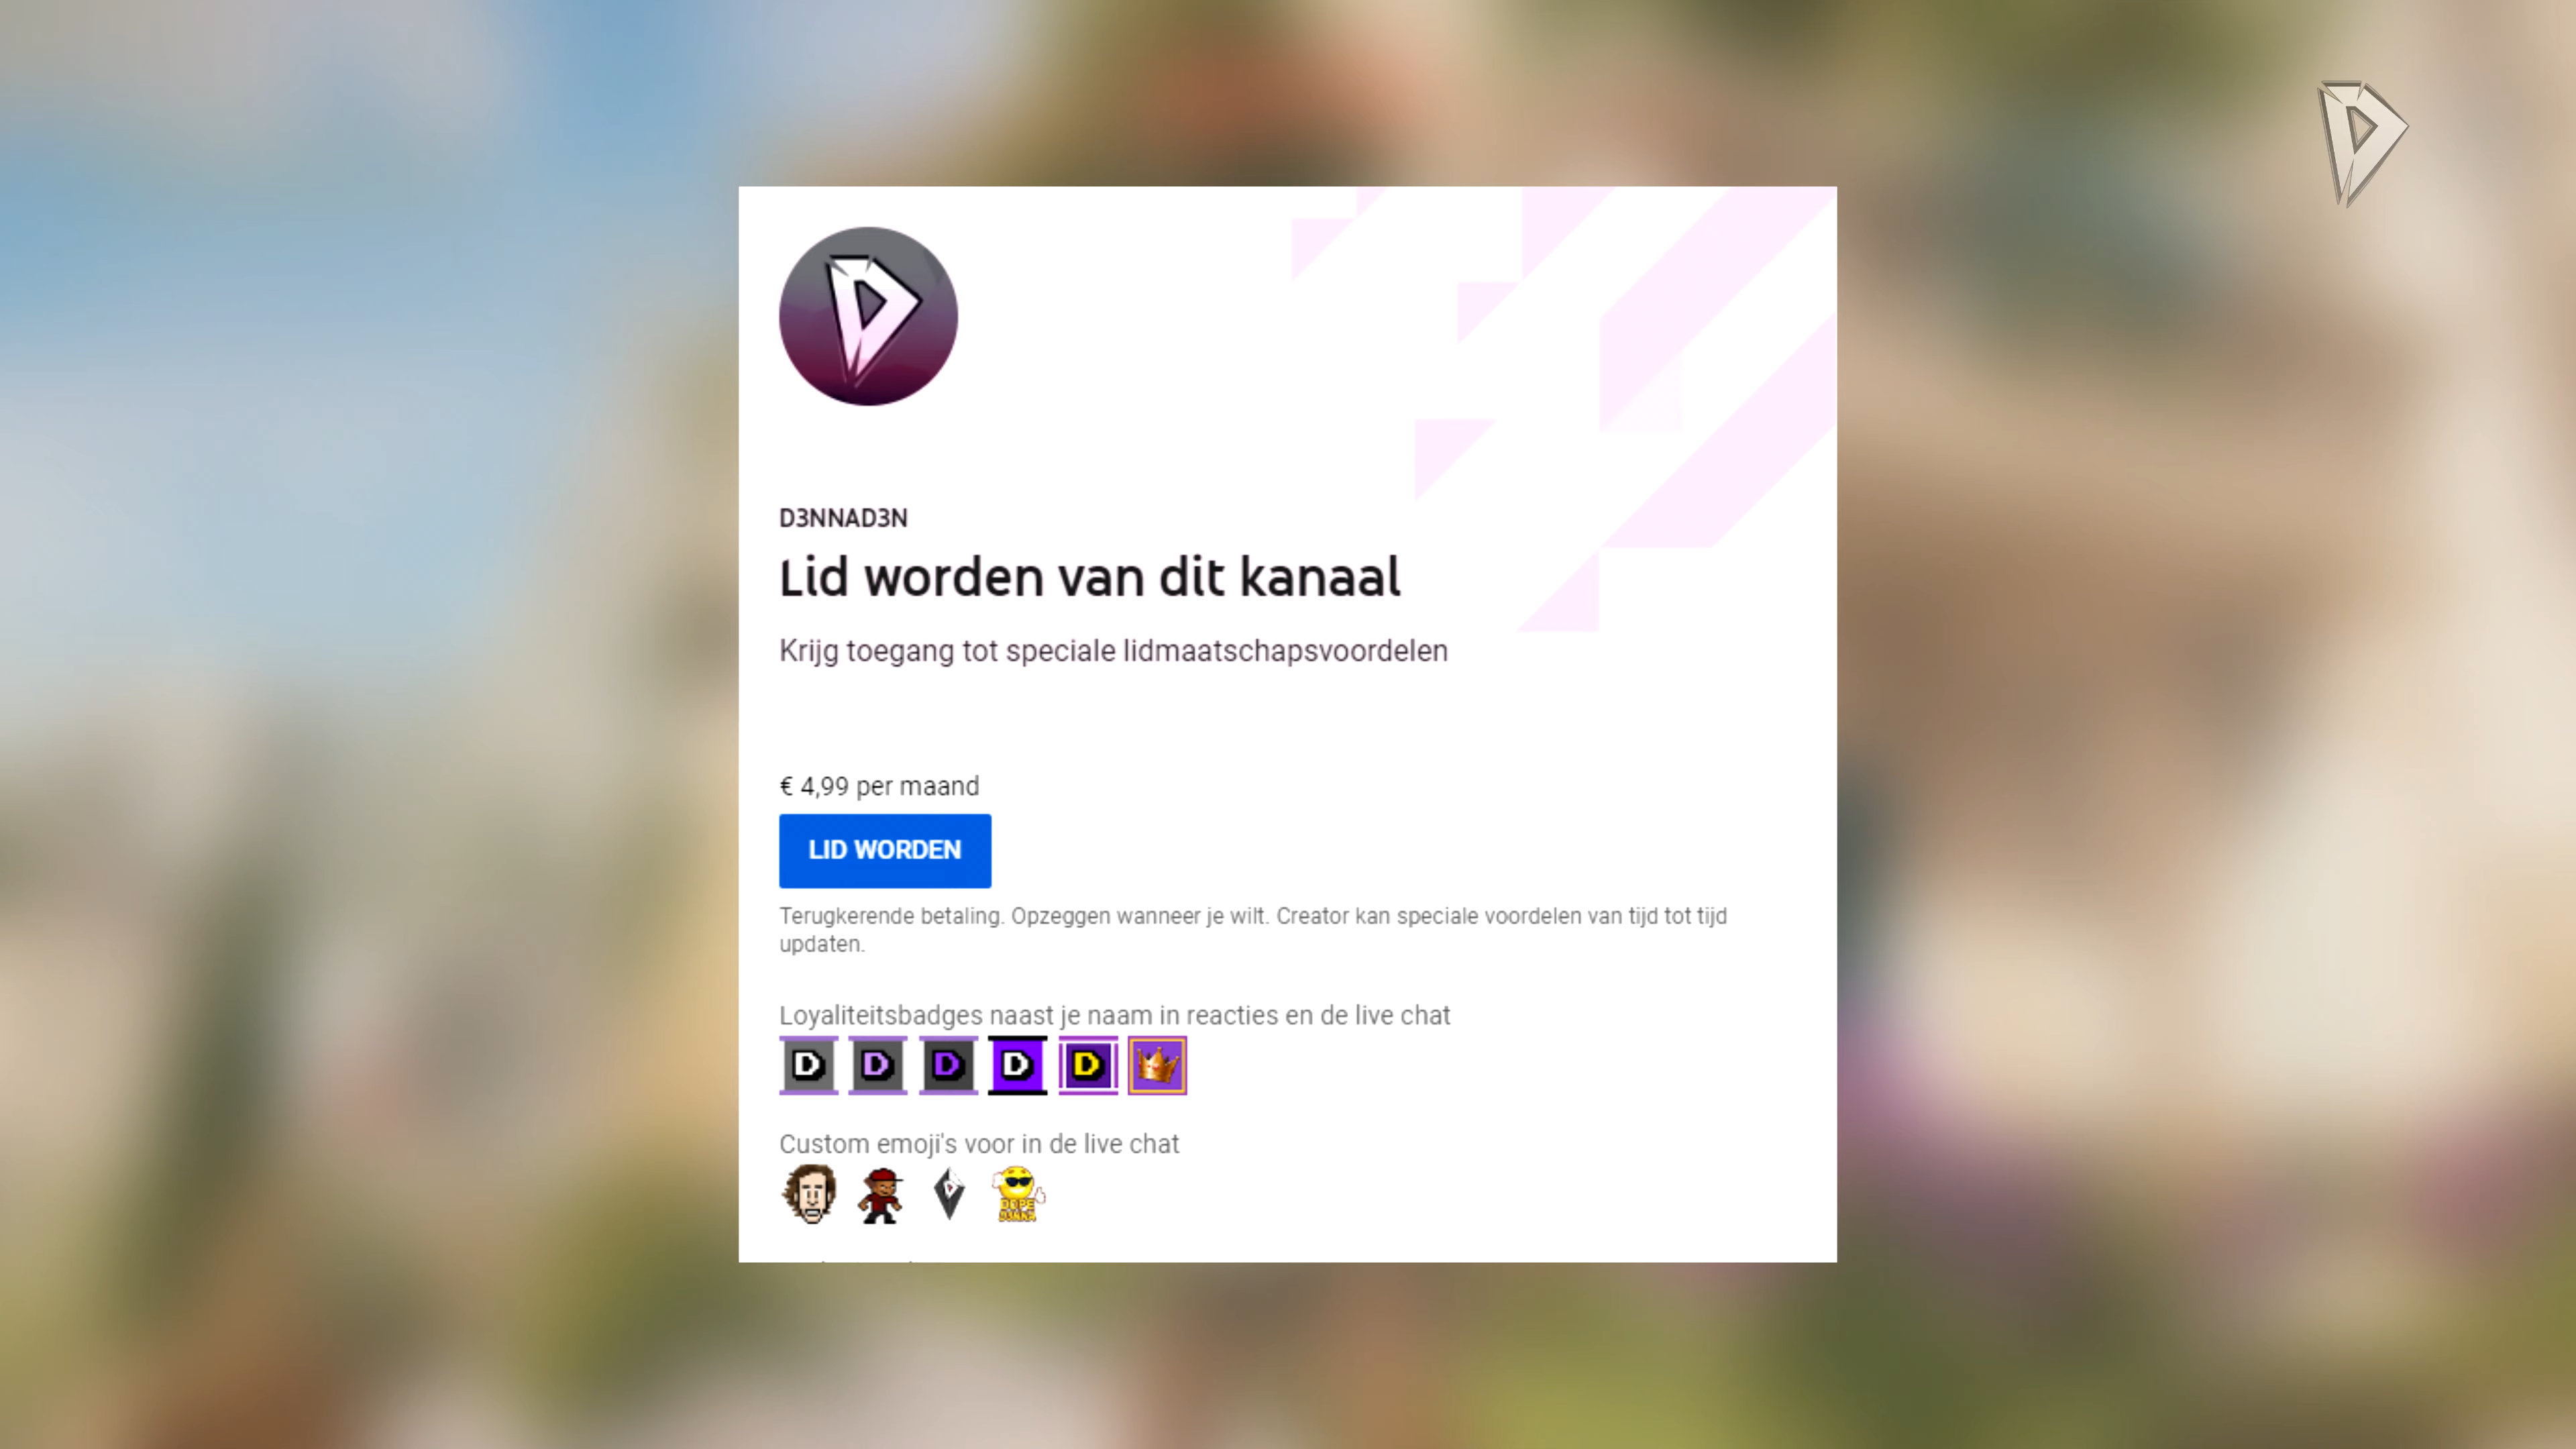 D3NNAD3N
Lid worden van dit kanaal
Krijg toegang tot speciale lidmaatschapsvoordelen
€ 4,99 per maand
LID WORDEN
Terugkerende betaling. Opzeggen wanneer je wilt. Creator kan speciale voordelen van tijd tot tijd
updaten.
Loyaliteitsbadges naast je naam in reacties en de live chat
D D D D D
Custom emoji's voor in de live chat
DOPE